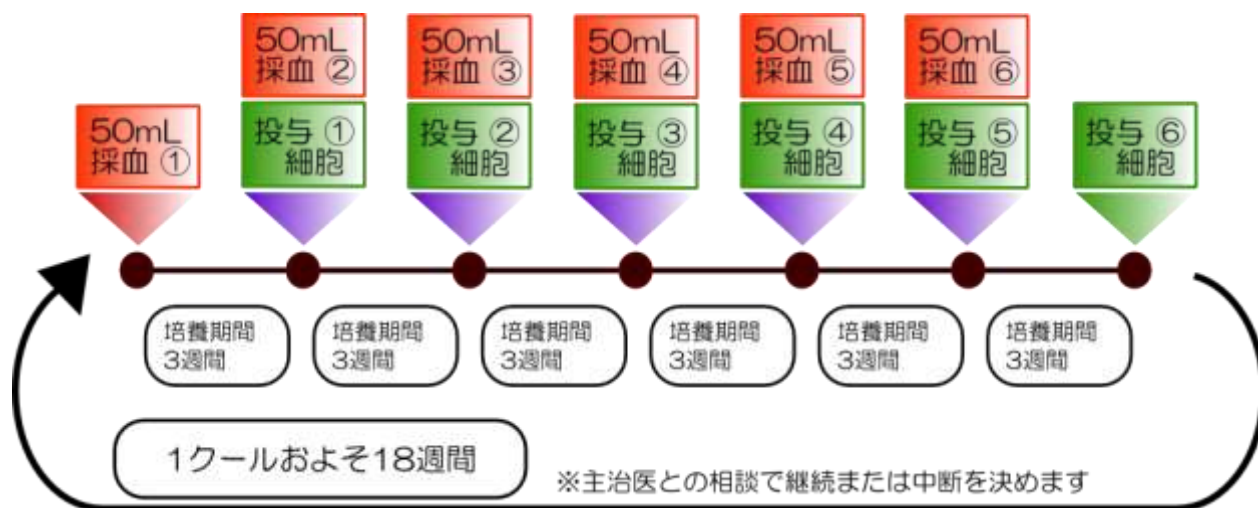 50mL
採血 ①
50mL
採血 ②
投与 ①
細胞
50mL
採血 ③
投与 ②
細胞
50mL
採血 ④
投与 ③
細胞
50mL
採血 ⑤
投与 ④
細胞
50mL
採血 ⑥
投与 ⑤
細胞
投与 ⑥
細胞
培養期間
3週間
培養期間
3週間
培養期間
3週間
培養期間
3週間
培養期間
3週間
培養期間
3週間
1クールおよそ18週間
※主治医との相談で継続または中断を決めます